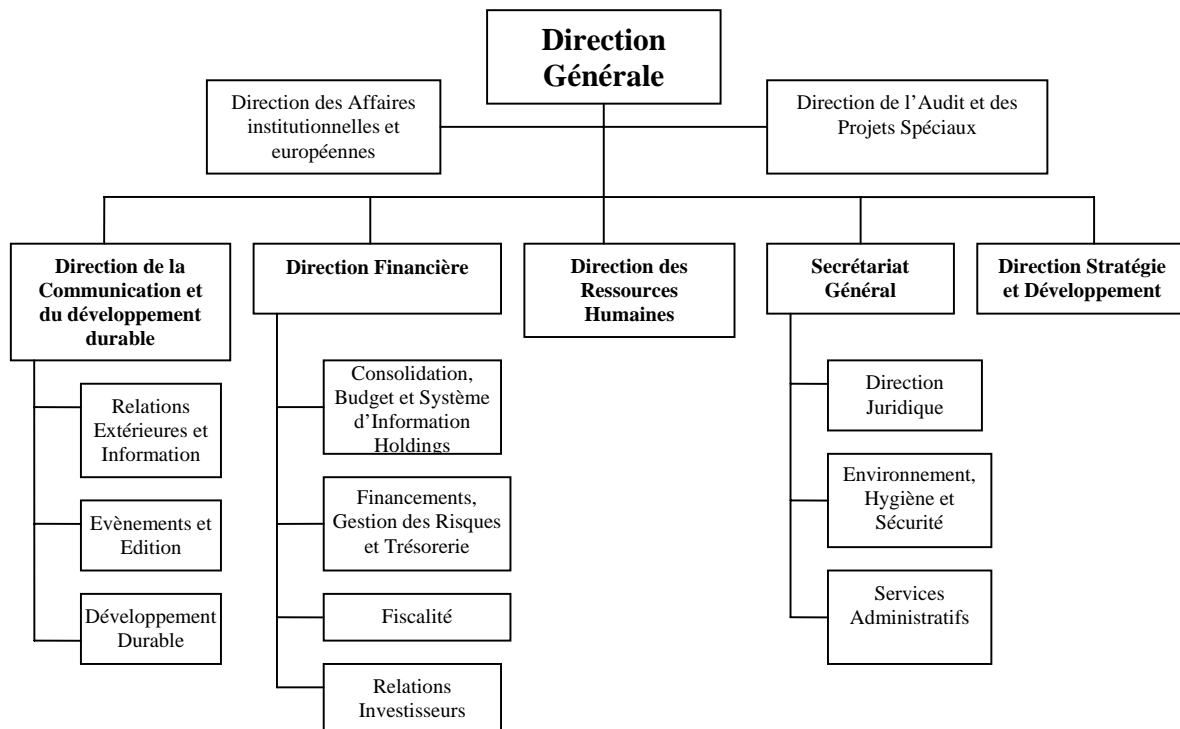 Direction
Générale
Direction des Affaires
institutionnelles et
européennes
Direction de l’Audit et des
Projets Spéciaux
Direction de la
Communication et
du développement
durable
Direction Financière
Direction des
Ressources
Humaines
Secrétariat
Général
Direction Stratégie
et Développement
Relations
Extérieures et
Information
Evènements et
Edition
Développement
Durable
Consolidation,
Budget et Système
d’Information
Holdings
Financements,
Gestion des Risques
et Trésorerie
Fiscalité
Relations
Investisseurs
Direction
Juridique
Environnement,
Hygiène et
Sécurité
Services
Administratifs